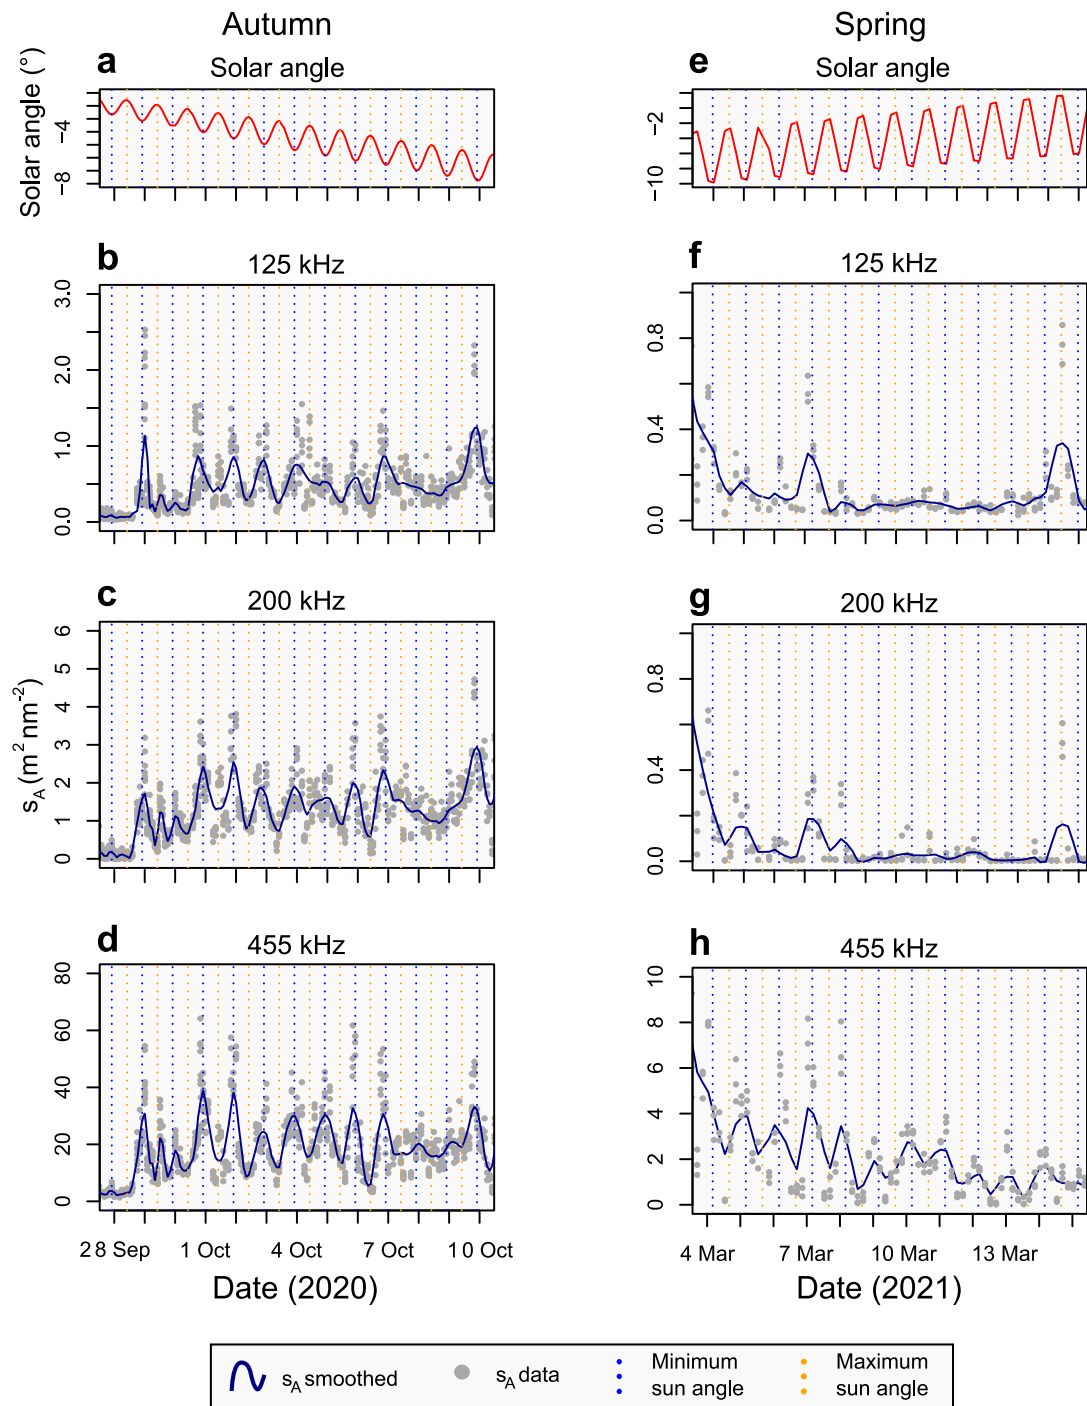 Autumn
Spring
a
Solar angle
e
Solar angle
Solar angle (°)
−4
−8
−2
−10
b
125 kHz
f
125 kHz
3.0
2.0
1.0
0.0
0.8
0.4
0.0
c
200 kHz
g
200 kHz
6
5
4
3
2
1
0
0.8
0.4
0.0
s_A (m² nm⁻²)
d
455 kHz
h
455 kHz
80
60
40
20
0
10
8
6
4
2
0
28 Sep 1 Oct 4 Oct 7 Oct 10 Oct
4 Mar 7 Mar 10 Mar 13 Mar
Date (2020)
Date (2021)
s_A smoothed
s_A data
Minimum
sun angle
Maximum
sun angle